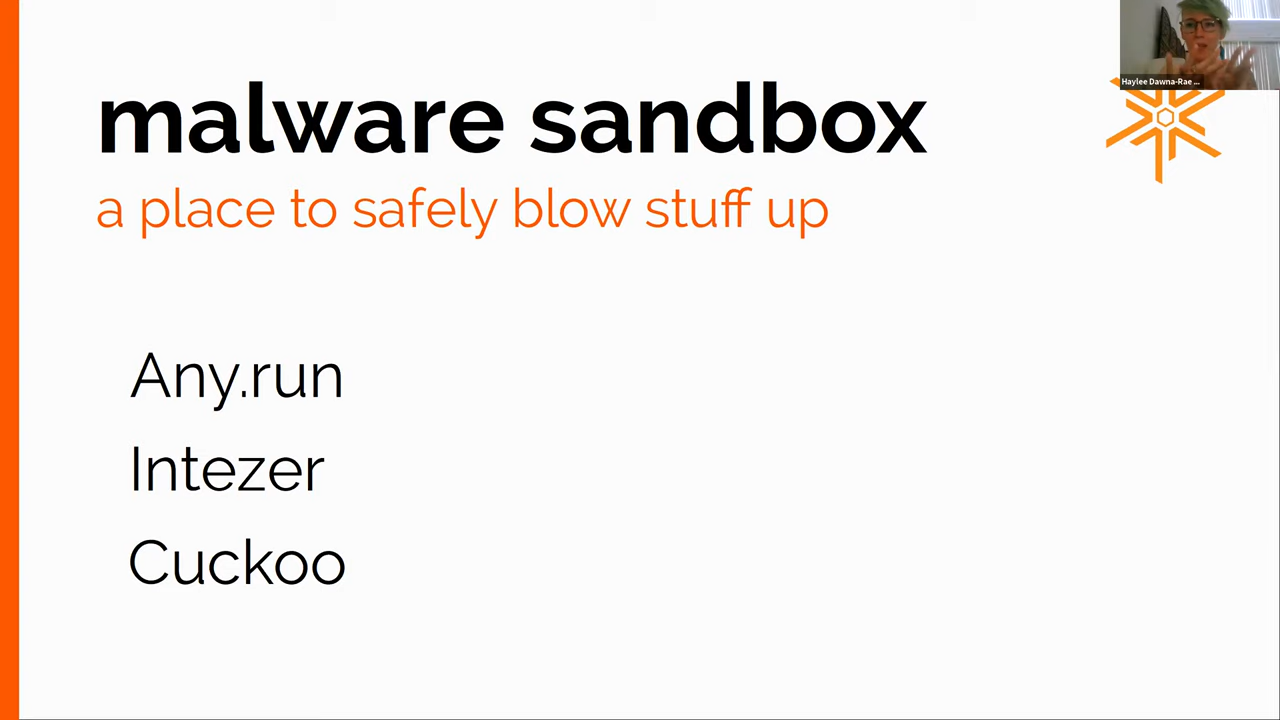 Haylee Dawna-Rae ...
malware sandbox
a place to safely blow stuff up
Any.run
Intezer
Cuckoo